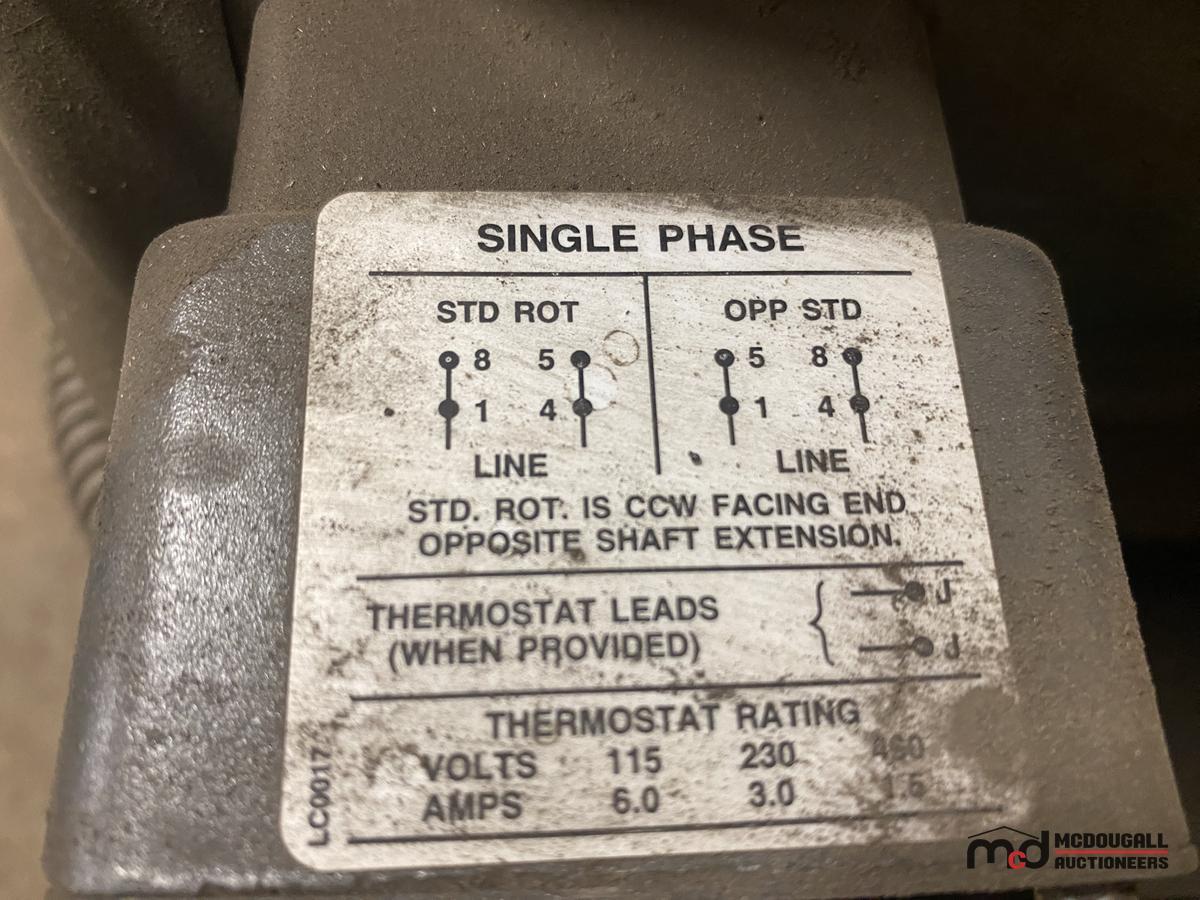 SINGLE PHASE
STD ROT
8 5
1 4
LINE
OPP STD
5 8
1 4
LINE
STD. ROT. IS CCW FACING END
OPPOSITE SHAFT EXTENSION.
THERMOSTAT LEADS
(WHEN PROVIDED)
J
J
THERMOSTAT RATING
VOLTS 115 230 460
AMPS 6.0 3.0 1.5
LC0017
mcd MCDOUGALL
AUCTIONEERS